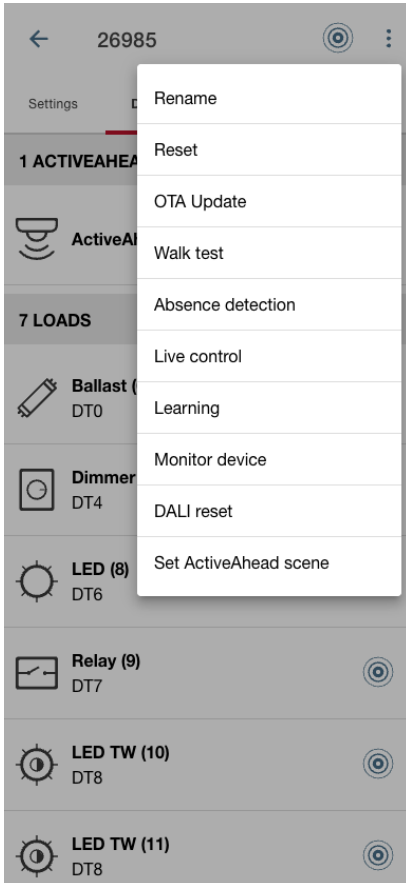 26985
Settings
D
Rename
Reset
OTA Update
Walk test
Absence detection
Live control
Learning
Monitor device
DALI reset
Set ActiveAhead scene
1 ACTIVEAHEA
ActiveAh
7 LOADS
Ballast (
DT0
Dimmer
DT4
LED (8)
DT6
Relay (9)
DT7
LED TW (10)
DT8
LED TW (11)
DT8